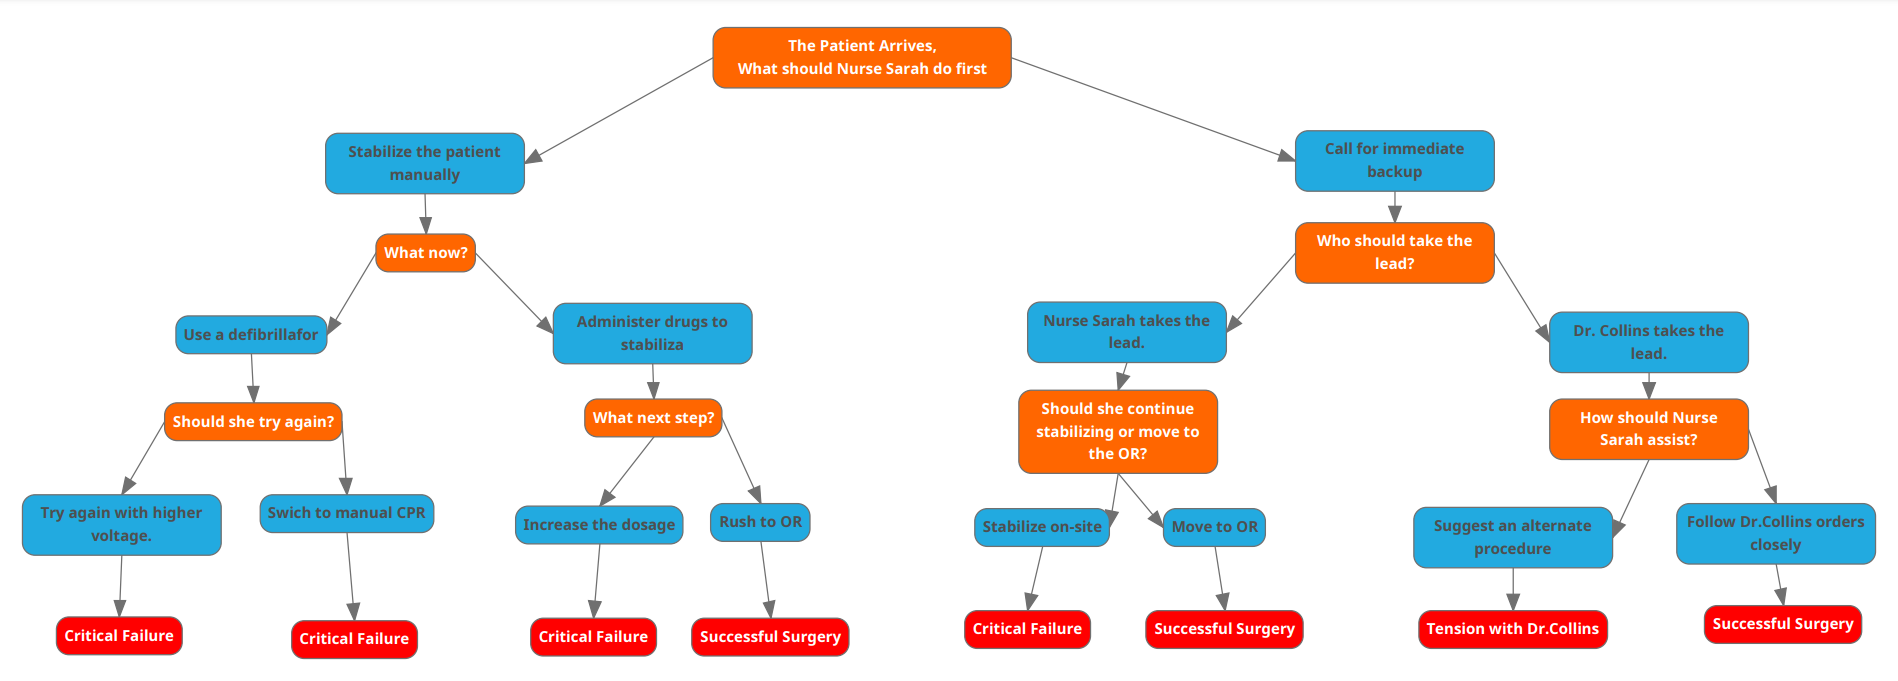 The Patient Arrives,
What should Nurse Sarah do first
Stabilize the patient
manually
Call for immediate
backup
What now?
Who should take the
lead?
Use a defibrillafor
Administer drugs to
stabiliza
Nurse Sarah takes the
lead.
Dr. Collins takes the
lead.
Should she try again?
What next step?
Should she continue
stabilizing or move to
the OR?
How should Nurse
Sarah assist?
Try again with higher
voltage.
Swich to manual CPR
Increase the dosage
Rush to OR
Stabilize on-site
Move to OR
Suggest an alternate
procedure
Follow Dr.Collins orders
closely
Critical Failure
Critical Failure
Critical Failure
Successful Surgery
Critical Failure
Successful Surgery
Tension with Dr.Collins
Successful Surgery